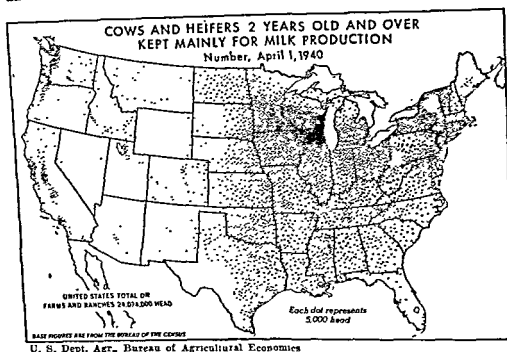 COWS AND HEIFERS 2 YEARS OLD AND OVER
KEPT MAINLY FOR MILK PRODUCTION
Number, April 1, 1940
UNITED STATES TOTAL ON
FARMS AND RANCHES 24,074,000 HEAD
BASE FIGURES ARE FROM THE BUREAU OF THE CENSUS
Each dot represents
5,000 head
U. S. Dept. Agr., Bureau of Agricultural Economics